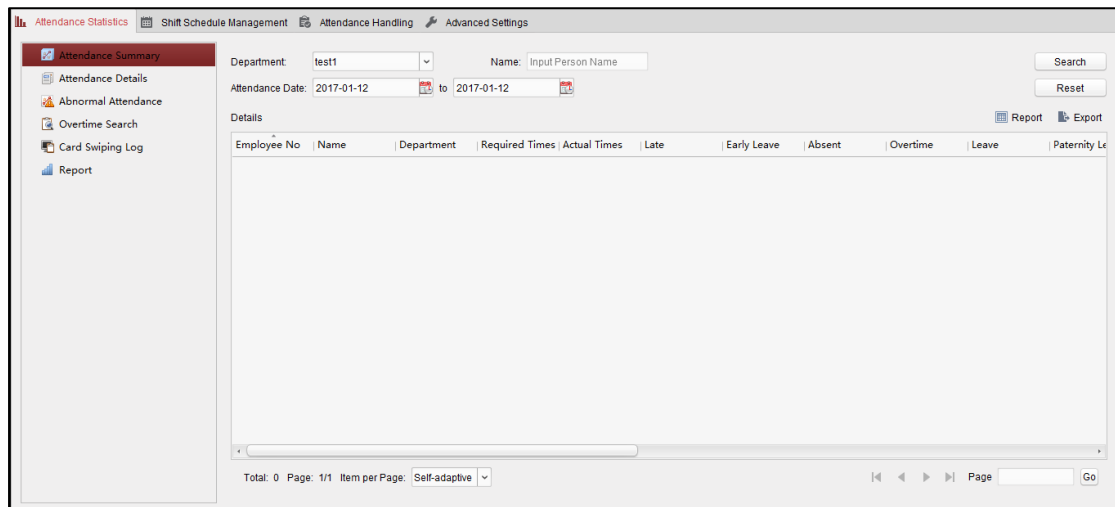 Attendance Statistics Shift Schedule Management Attendance Handling Advanced Settings
Attendance Summary
Attendance Details
Abnormal Attendance
Overtime Search
Card Swiping Log
Report
Department: test1 Name: Input Person Name Search
Attendance Date: 2017-01-12 to 2017-01-12 Reset
Details Report Export
Employee No Name Department Required Times Actual Times Late Early Leave Absent Overtime Leave Paternity Le
Total: 0 Page: 1/1 Item per Page: Self-adaptive Page Go